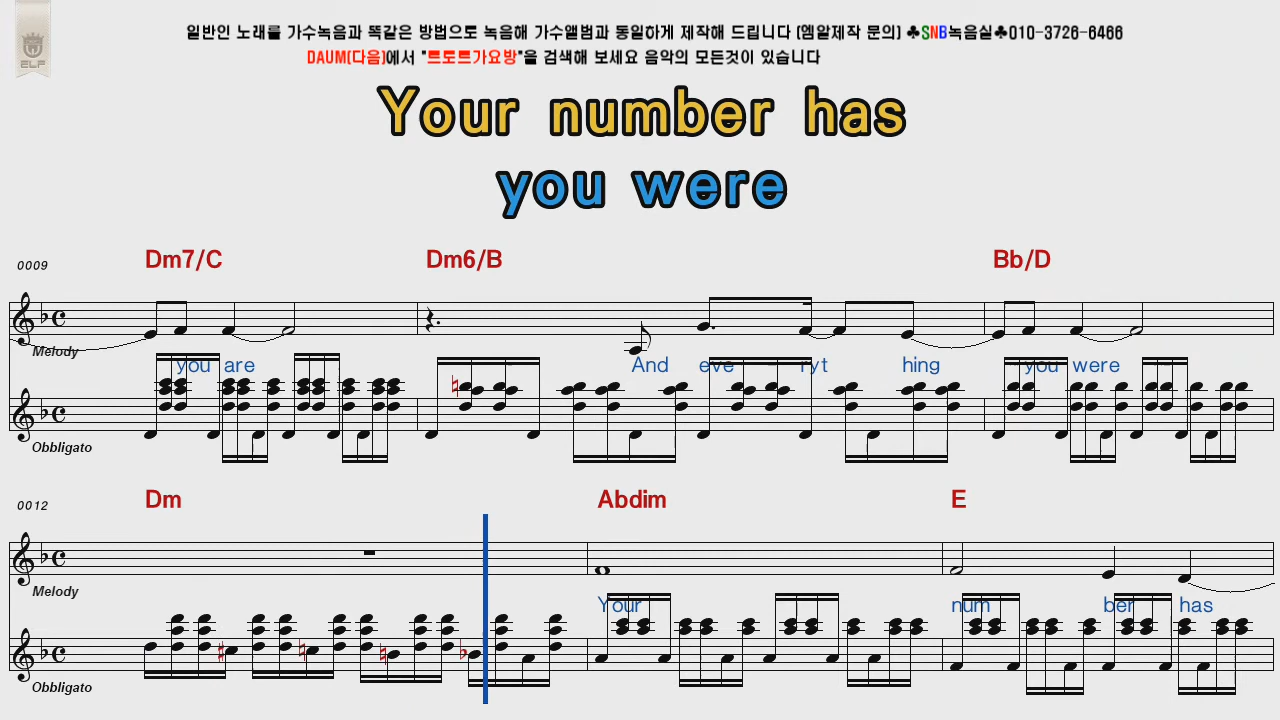 ELF
일반인 노래를 가수녹음과 똑같은 방법으로 녹음해 가수앨범과 동일하게 제작해 드립니다 (엠알제작 문의) ♣SNB녹음실♣010-3726-6466
DAUM(다음)에서 "트로트가요방"을 검색해 보세요 음악의 모든것이 있습니다
Your number has
you were
0009 Dm7/C Dm6/B Bb/D
Melody
you are And eve ryt hing you were
Obbligato
0012 Dm Abdim E
Melody
Your num ber has
Obbligato